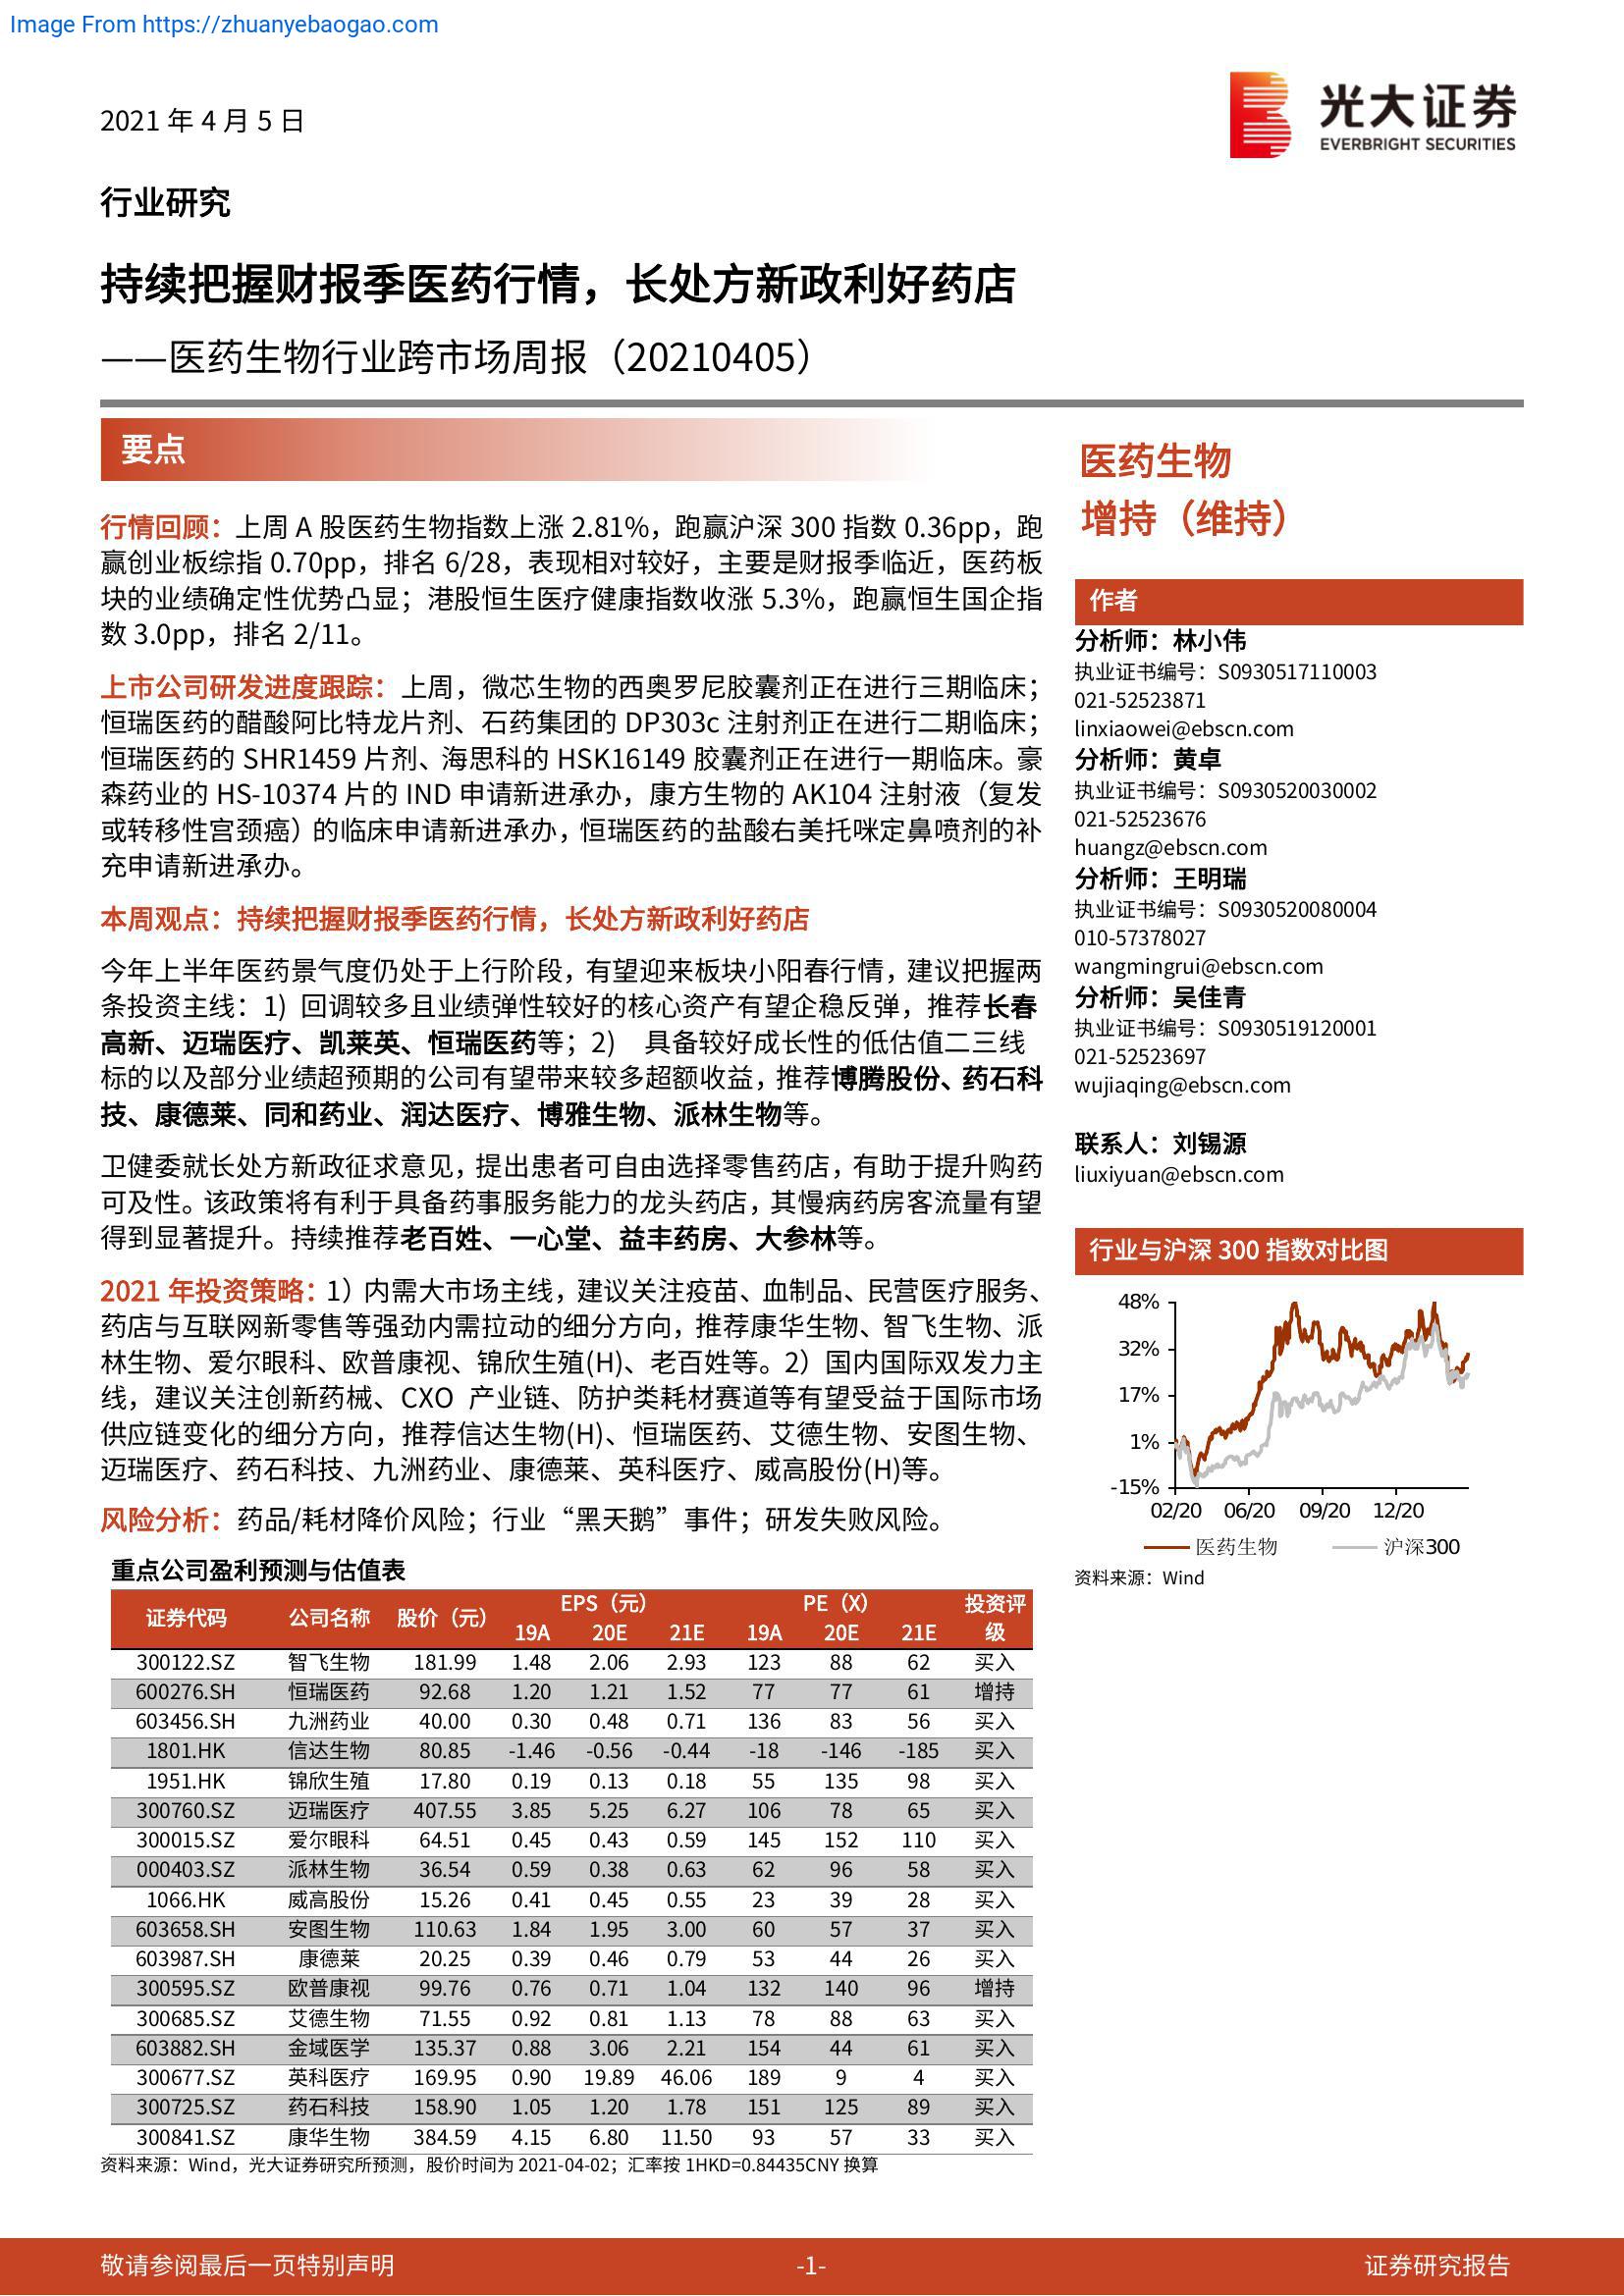 Image From https://zhuanyebaogao.com
2021 年 4 月 5 日
光大证券
EVERBRIGHT SECURITIES
行业研究
持续把握财报季医药行情，长处方新政利好药店
——医药生物行业跨市场周报（20210405）
要点
行情回顾：上周 A 股医药生物指数上涨 2.81%，跑赢沪深 300 指数 0.36pp，跑
赢创业板综指 0.70pp，排名 6/28，表现相对较好，主要是财报季临近，医药板
块的业绩确定性优势凸显；港股恒生医疗健康指数收涨 5.3%，跑赢恒生国企指
数 3.0pp，排名 2/11。
上市公司研发进度跟踪：上周，微芯生物的西奥罗尼胶囊剂正在进行三期临床；
恒瑞医药的醋酸阿比特龙片剂、石药集团的 DP303c 注射剂正在进行二期临床；
恒瑞医药的 SHR1459 片剂、海思科的 HSK16149 胶囊剂正在进行一期临床。豪
森药业的 HS-10374 片的 IND 申请新进承办，康方生物的 AK104 注射液（复发
或转移性宫颈癌）的临床申请新进承办，恒瑞医药的盐酸右美托咪定鼻喷剂的补
充申请新进承办。
本周观点：持续把握财报季医药行情，长处方新政利好药店
今年上半年医药景气度仍处于上行阶段，有望迎来板块小阳春行情，建议把握两
条投资主线：1）回调较多且业绩弹性较好的核心资产有望企稳反弹，推荐长春
高新、迈瑞医疗、凯莱英、恒瑞医药等；2） 具备较好成长性的低估值二三线
标的以及部分业绩超预期的公司有望带来较多超额收益，推荐博腾股份、药石科
技、康德莱、同和药业、润达医疗、博雅生物、派林生物等。
卫健委就长处方新政征求意见，提出患者可自由选择零售药店，有助于提升购药
可及性。该政策将有利于具备药事服务能力的龙头药店，其慢病药房客流量有望
得到显著提升。持续推荐老百姓、一心堂、益丰药房、大参林等。
2021 年投资策略：1）内需大市场主线，建议关注疫苗、血制品、民营医疗服务、
药店与互联网新零售等强劲内需拉动的细分方向，推荐康华生物、智飞生物、派
林生物、爱尔眼科、欧普康视、锦欣生殖(H)、老百姓等。2）国内国际双发力主
线，建议关注创新药械、CXO 产业链、防护类耗材赛道等有望受益于国际市场
供应链变化的细分方向，推荐信达生物(H)、恒瑞医药、艾德生物、安图生物、
迈瑞医疗、药石科技、九洲药业、康德莱、英科医疗、威高股份(H)等。
风险分析：药品/耗材降价风险；行业“黑天鹅”事件；研发失败风险。
重点公司盈利预测与估值表
证券代码 公司名称 股价（元） EPS（元） PE（X） 投资评级
19A 20E 21E 19A 20E 21E
300122.SZ 智飞生物 181.99 1.48 2.06 2.93 123 88 62 买入
600276.SH 恒瑞医药 92.68 1.20 1.21 1.52 77 77 61 增持
603456.SH 九洲药业 40.00 0.30 0.48 0.71 136 83 56 买入
1801.HK 信达生物 80.85 -1.46 -0.56 -0.44 -18 -146 -185 买入
1951.HK 锦欣生殖 17.80 0.19 0.13 0.18 55 135 98 买入
300760.SZ 迈瑞医疗 407.55 3.85 5.25 6.27 106 78 65 买入
300015.SZ 爱尔眼科 64.51 0.45 0.43 0.59 145 152 110 买入
000403.SZ 派林生物 36.54 0.59 0.38 0.63 62 96 58 买入
1066.HK 威高股份 15.26 0.41 0.45 0.55 23 39 28 买入
603658.SH 安图生物 110.63 1.84 1.95 3.00 60 57 37 买入
603987.SH 康德莱 20.25 0.39 0.46 0.79 53 44 26 买入
300595.SZ 欧普康视 99.76 0.76 0.71 1.04 132 140 96 增持
300685.SZ 艾德生物 71.55 0.92 0.81 1.13 78 88 63 买入
603882.SH 金域医学 135.37 0.88 3.06 2.21 154 44 61 买入
300677.SZ 英科医疗 169.95 0.90 19.89 46.06 189 9 4 买入
300725.SZ 药石科技 158.90 1.05 1.20 1.78 151 125 89 买入
300841.SZ 康华生物 384.59 4.15 6.80 11.50 93 57 33 买入
资料来源：Wind，光大证券研究所预测，股价时间为 2021-04-02；汇率按 1HKD=0.84435CNY 换算
医药生物
增持（维持）
作者
分析师：林小伟
执业证书编号：S0930517110003
021-52523871
linxiaowei@ebscn.com
分析师：黄卓
执业证书编号：S0930520030002
021-52523676
huangz@ebscn.com
分析师：王明瑞
执业证书编号：S0930520080004
010-57378027
wangmingrui@ebscn.com
分析师：吴佳青
执业证书编号：S0930519120001
021-52523697
wujiaqing@ebscn.com
联系人：刘锡源
liuxiyuan@ebscn.com
行业与沪深 300 指数对比图
48%
32%
17%
1%
-15%
02/20 06/20 09/20 12/20
医药生物 沪深300
资料来源：Wind
敬请参阅最后一页特别声明 -1- 证券研究报告